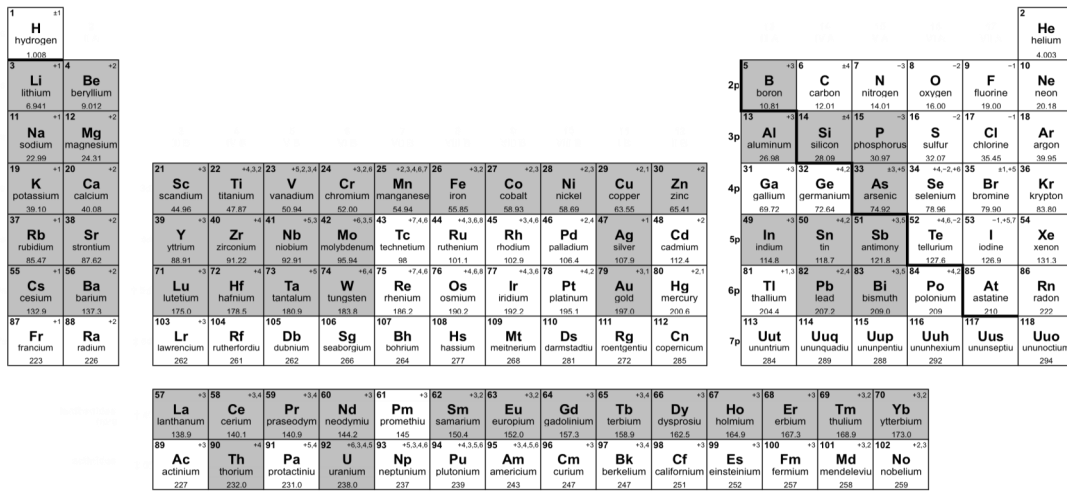 1 ±1 2
H He
hydrogen helium
1.008 4.003
3 +1 4 +2 5 +3 6 ±4 7 −3 8 −2 9 −1 10
Li Be 2p B C N O F Ne
lithium beryllium boron carbon nitrogen oxygen fluorine neon
6.941 9.012 10.81 12.01 14.01 16.00 19.00 20.18
11 +1 12 +2 13 +3 14 ±4 15 −3 16 −2 17 −1 18
Na Mg 3p Al Si P S Cl Ar
sodium magnesium aluminum silicon phosphorus sulfur chlorine argon
22.99 24.31 26.98 28.09 30.97 32.07 35.45 39.95
19 +1 20 +2 21 +3 22 +4,3,2 23 +5,2,3,4 24 +3,2,6 25 +2,3,4,6,7 26 +3,2 27 +2,3 28 +2,3 29 +2,1 30 +2 31 +3 32 +4,2 33 ±3,+5 34 +4,−2,+6 35 ±1,+5 36
K Ca Sc Ti V Cr Mn Fe Co Ni Cu Zn 4p Ga Ge As Se Br Kr
potassium calcium scandium titanium vanadium chromium manganese iron cobalt nickel copper zinc gallium germanium arsenic selenium bromine krypton
39.10 40.08 44.96 47.87 50.94 52.00 54.94 55.85 58.93 58.69 63.55 65.41 69.72 72.64 74.92 78.96 79.90 83.80
37 +1 38 +2 39 +3 40 +4 41 +5,3 42 +6,3,5 43 +7,4,6 44 +4,3,6,8 45 +3,4,6 46 +2,4 47 +1 48 +2 49 +3 50 +4,2 51 +3,5 52 +4,6,−2 53 −1,+5,7 54
Rb Sr Y Zr Nb Mo Tc Ru Rh Pd Ag Cd 5p In Sn Sb Te I Xe
rubidium strontium yttrium zirconium niobium molybdenum technetium ruthenium rhodium palladium silver cadmium indium tin antimony tellurium iodine xenon
85.47 87.62 88.91 91.22 92.91 95.94 98 101.1 102.9 106.4 107.9 112.4 114.8 118.7 121.8 127.6 126.9 131.3
55 +1 56 +2 71 +3 72 +4 73 +5 74 +6,4 75 +7,4,6 76 +4,6,8 77 +4,3,6 78 +4,2 79 +3,1 80 +2,1 81 +1,3 82 +2,4 83 +3,5 84 +4,2 85 86
Cs Ba Lu Hf Ta W Re Os Ir Pt Au Hg 6p Tl Pb Bi Po At Rn
cesium barium lutetium hafnium tantalum tungsten rhenium osmium iridium platinum gold mercury thallium lead bismuth polonium astatine radon
132.9 137.3 175.0 178.5 180.9 183.8 186.2 190.2 192.2 195.1 197.0 200.6 204.4 207.2 209.0 209 210 222
87 +1 88 +2 103 +3 104 +4 105 106 107 108 109 110 111 112 113 114 115 116 117 118
Fr Ra Lr Rf Db Sg Bh Hs Mt Ds Rg Cn 7p Uut Uuq Uup Uuh Uus Uuo
francium radium lawrencium rutherfordiu dubnium seaborgium bohrium hassium meitnerium darmstadtiu roentgentiu copernicum ununtrium ununquadiu ununpentiu ununhexium ununseptiu ununoctium
223 226 262 261 262 266 264 277 268 281 272 285 284 289 288 292 294
57 +3 58 +3,4 59 +3,4 60 +3 61 +3 62 +3,2 63 +3,2 64 +3 65 +3,4 66 +3 67 +3 68 +3 69 +3,2 70 +3,2
La Ce Pr Nd Pm Sm Eu Gd Tb Dy Ho Er Tm Yb
lanthanum cerium praseodym neodymiu promethiu samarium europium gadolinium terbium dysprosiu holmium erbium thulium ytterbium
138.9 140.1 140.9 144.2 145 150.4 152.0 157.3 158.9 162.5 164.9 167.3 168.9 173.0
89 +3 90 +4 91 +5,4 92 +6,3,4,5 93 +5,3,4,6 94 +4,3,5,6 95 +3,4,5,6 96 +3 97 +3,4 98 +3 99 +3 100 +3 101 +3,2 102 +2,3
Ac Th Pa U Np Pu Am Cm Bk Cf Es Fm Md No
actinium thorium protactiniu uranium neptunium plutonium americium curium berkelium californium einsteinium fermium mendeleviu nobelium
227 232.0 231.0 238.0 237 239 243 247 247 251 252 257 258 259